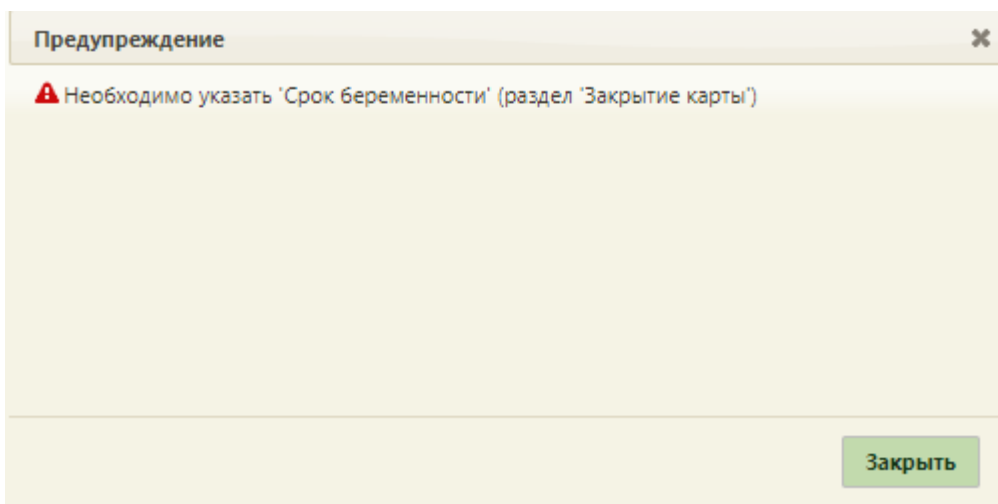 Предупреждение
Необходимо указать 'Срок беременности' (раздел 'Закрытие карты')
Закрыть